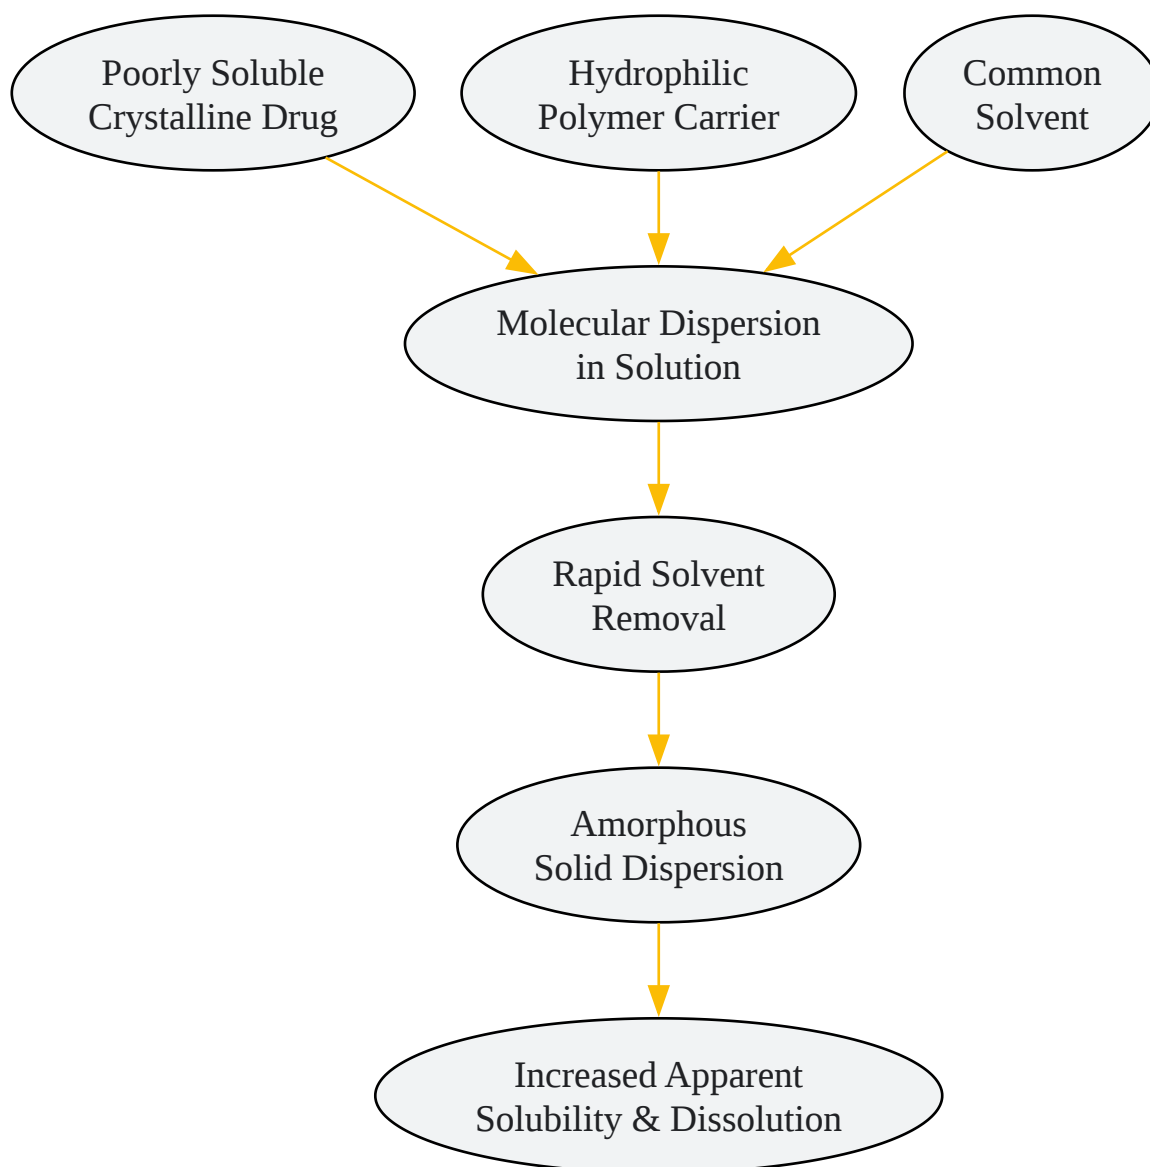 Poorly Soluble
Crystalline Drug
Hydrophilic
Polymer Carrier
Common
Solvent
Molecular Dispersion
in Solution
Rapid Solvent
Removal
Amorphous
Solid Dispersion
Increased Apparent
Solubility & Dissolution